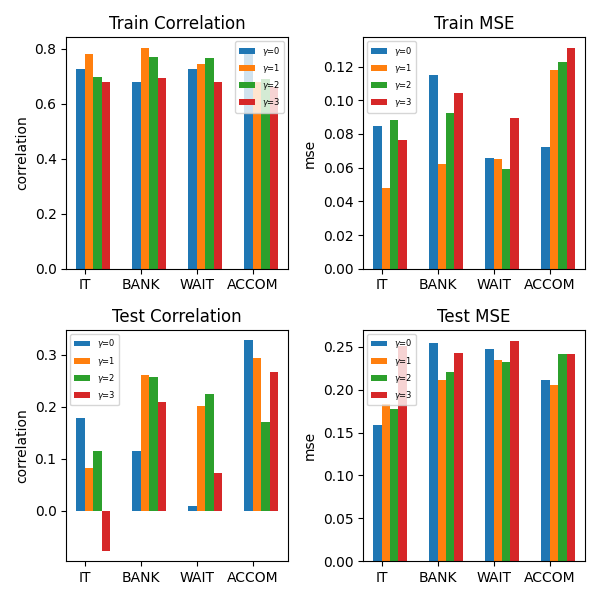 Train Correlation
correlation
0.8
0.6
0.4
0.2
0.0
γ=0
γ=1
γ=2
γ=3
IT BANK WAIT ACCOM
Train MSE
mse
0.12
0.10
0.08
0.06
0.04
0.02
0.00
γ=0
γ=1
γ=2
γ=3
IT BANK WAIT ACCOM
Test Correlation
correlation
0.3
0.2
0.1
0.0
γ=0
γ=1
γ=2
γ=3
IT BANK WAIT ACCOM
Test MSE
mse
0.25
0.20
0.15
0.10
0.05
0.00
γ=0
γ=1
γ=2
γ=3
IT BANK WAIT ACCOM